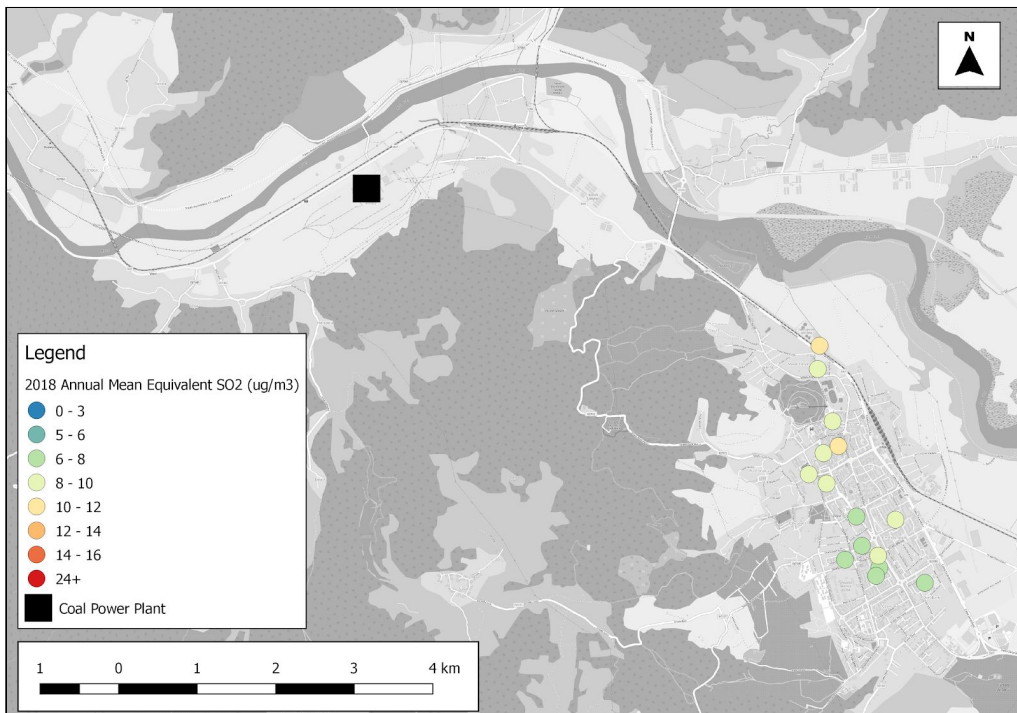 N
Legend
2018 Annual Mean Equivalent SO2 (ug/m3)
0 - 3
5 - 6
6 - 8
8 - 10
10 - 12
12 - 14
14 - 16
24+
Coal Power Plant
1 0 1 2 3 4 km